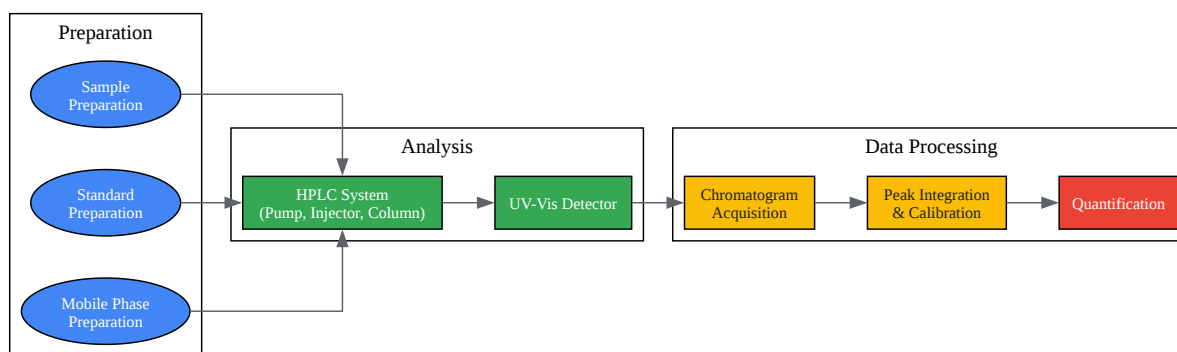 Preparation
Sample
Preparation
Standard
Preparation
Mobile Phase
Preparation
Analysis
HPLC System
(Pump, Injector, Column)
UV-Vis Detector
Data Processing
Chromatogram
Acquisition
Peak Integration
& Calibration
Quantification